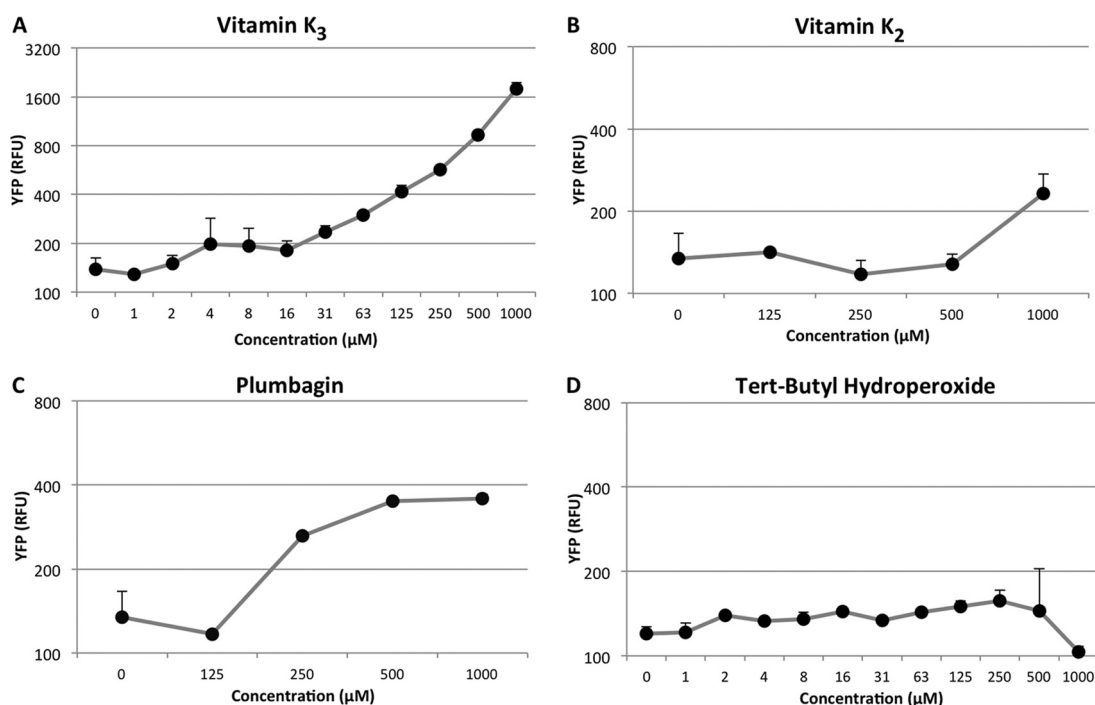 A
Vitamin K3
3200
1600
800
400
200
100
YFP (RFU)
0 1 2 4 8 16 31 63 125 250 500 1000
Concentration (µM)
B
Vitamin K2
800
400
200
100
YFP (RFU)
0 125 250 500 1000
Concentration (µM)
C
Plumbagin
800
400
200
100
YFP (RFU)
0 125 250 500 1000
Concentration (µM)
D
Tert-Butyl Hydroperoxide
800
400
200
100
YFP (RFU)
0 1 2 4 8 16 31 63 125 250 500 1000
Concentration (µM)